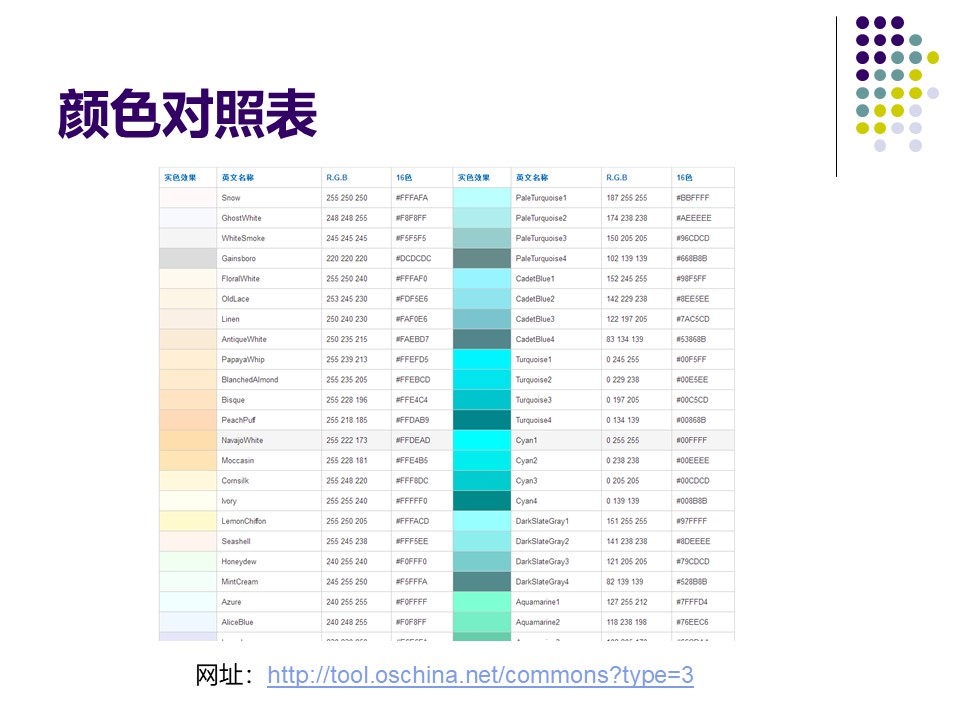 颜色对照表
实色效果 英文名称 R.G.B 16色 实色效果 英文名称 R.G.B 16色
Snow 255 250 250 #FFFAFA PaleTurquoise1 187 255 255 #BBFFFF
GhostWhite 248 248 255 #F8F8FF PaleTurquoise2 174 238 238 #AEEEEE
WhiteSmoke 245 245 245 #F5F5F5 PaleTurquoise3 150 205 205 #96CDCD
Gainsboro 220 220 220 #DCDCDC PaleTurquoise4 102 139 139 #668B8B
FloralWhite 255 250 240 #FFFAF0 CadetBlue1 152 245 255 #98F5FF
OldLace 253 245 230 #FDF5E6 CadetBlue2 142 229 238 #8EE5EE
Linen 250 240 230 #FAF0E6 CadetBlue3 122 197 205 #7AC5CD
AntiqueWhite 250 235 215 #FAEBD7 CadetBlue4 83 134 139 #53868B
PapayaWhip 255 239 213 #FFEFD5 Turquoise1 0 245 255 #00F5FF
BlanchedAlmond 255 235 205 #FFEBCD Turquoise2 0 229 238 #00E5EE
Bisque 255 228 196 #FFE4C4 Turquoise3 0 197 205 #00C5CD
PeachPuff 255 218 185 #FFDAB9 Turquoise4 0 134 139 #00868B
NavajoWhite 255 222 173 #FFDEAD Cyan1 0 255 255 #00FFFF
Moccasin 255 228 181 #FFE4B5 Cyan2 0 238 238 #00EEEE
Cornsilk 255 248 220 #FFF8DC Cyan3 0 205 205 #00CDCD
Ivory 255 255 240 #FFFFF0 Cyan4 0 139 139 #008B8B
LemonChiffon 255 250 205 #FFFACD DarkSlateGray1 151 255 255 #97FFFF
Seashell 255 245 238 #FFF5EE DarkSlateGray2 141 238 238 #8DEEEE
Honeydew 240 255 240 #F0FFF0 DarkSlateGray3 121 205 205 #79CDCD
MintCream 245 255 250 #F5FFFA DarkSlateGray4 82 139 139 #528B8B
Azure 240 255 255 #F0FFFF Aquamarine1 127 255 212 #7FFFD4
AliceBlue 240 248 255 #F0F8FF Aquamarine2 118 238 198 #76EEC6
网址：http://tool.oschina.net/commons?type=3